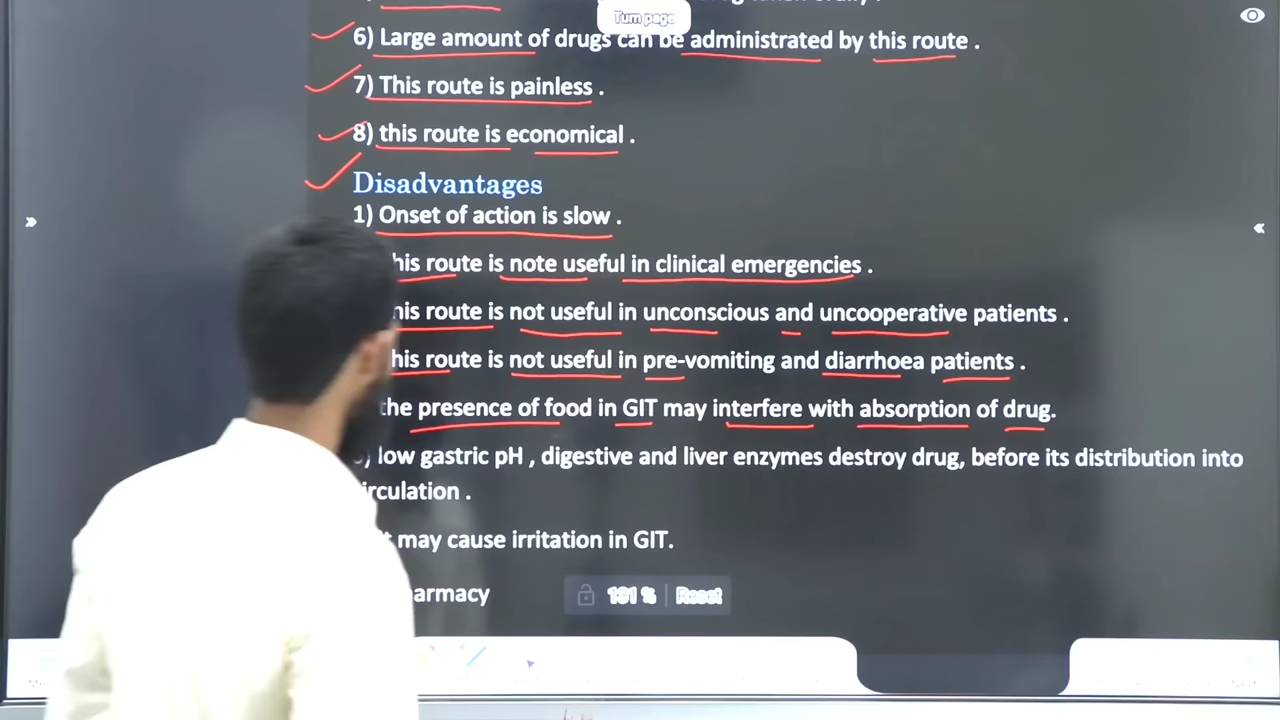 Turn page
6) Large amount of drugs can be administrated by this route .
7) This route is painless .
8) this route is economical .
Disadvantages
1) Onset of action is slow .
his route is note useful in clinical emergencies .
his route is not useful in unconscious and uncooperative patients .
his route is not useful in pre-vomiting and diarrhoea patients .
the presence of food in GIT may interfere with absorption of drug.
) low gastric pH , digestive and liver enzymes destroy drug, before its distribution into
irculation .
may cause irritation in GIT.
armacy
191 % Reset